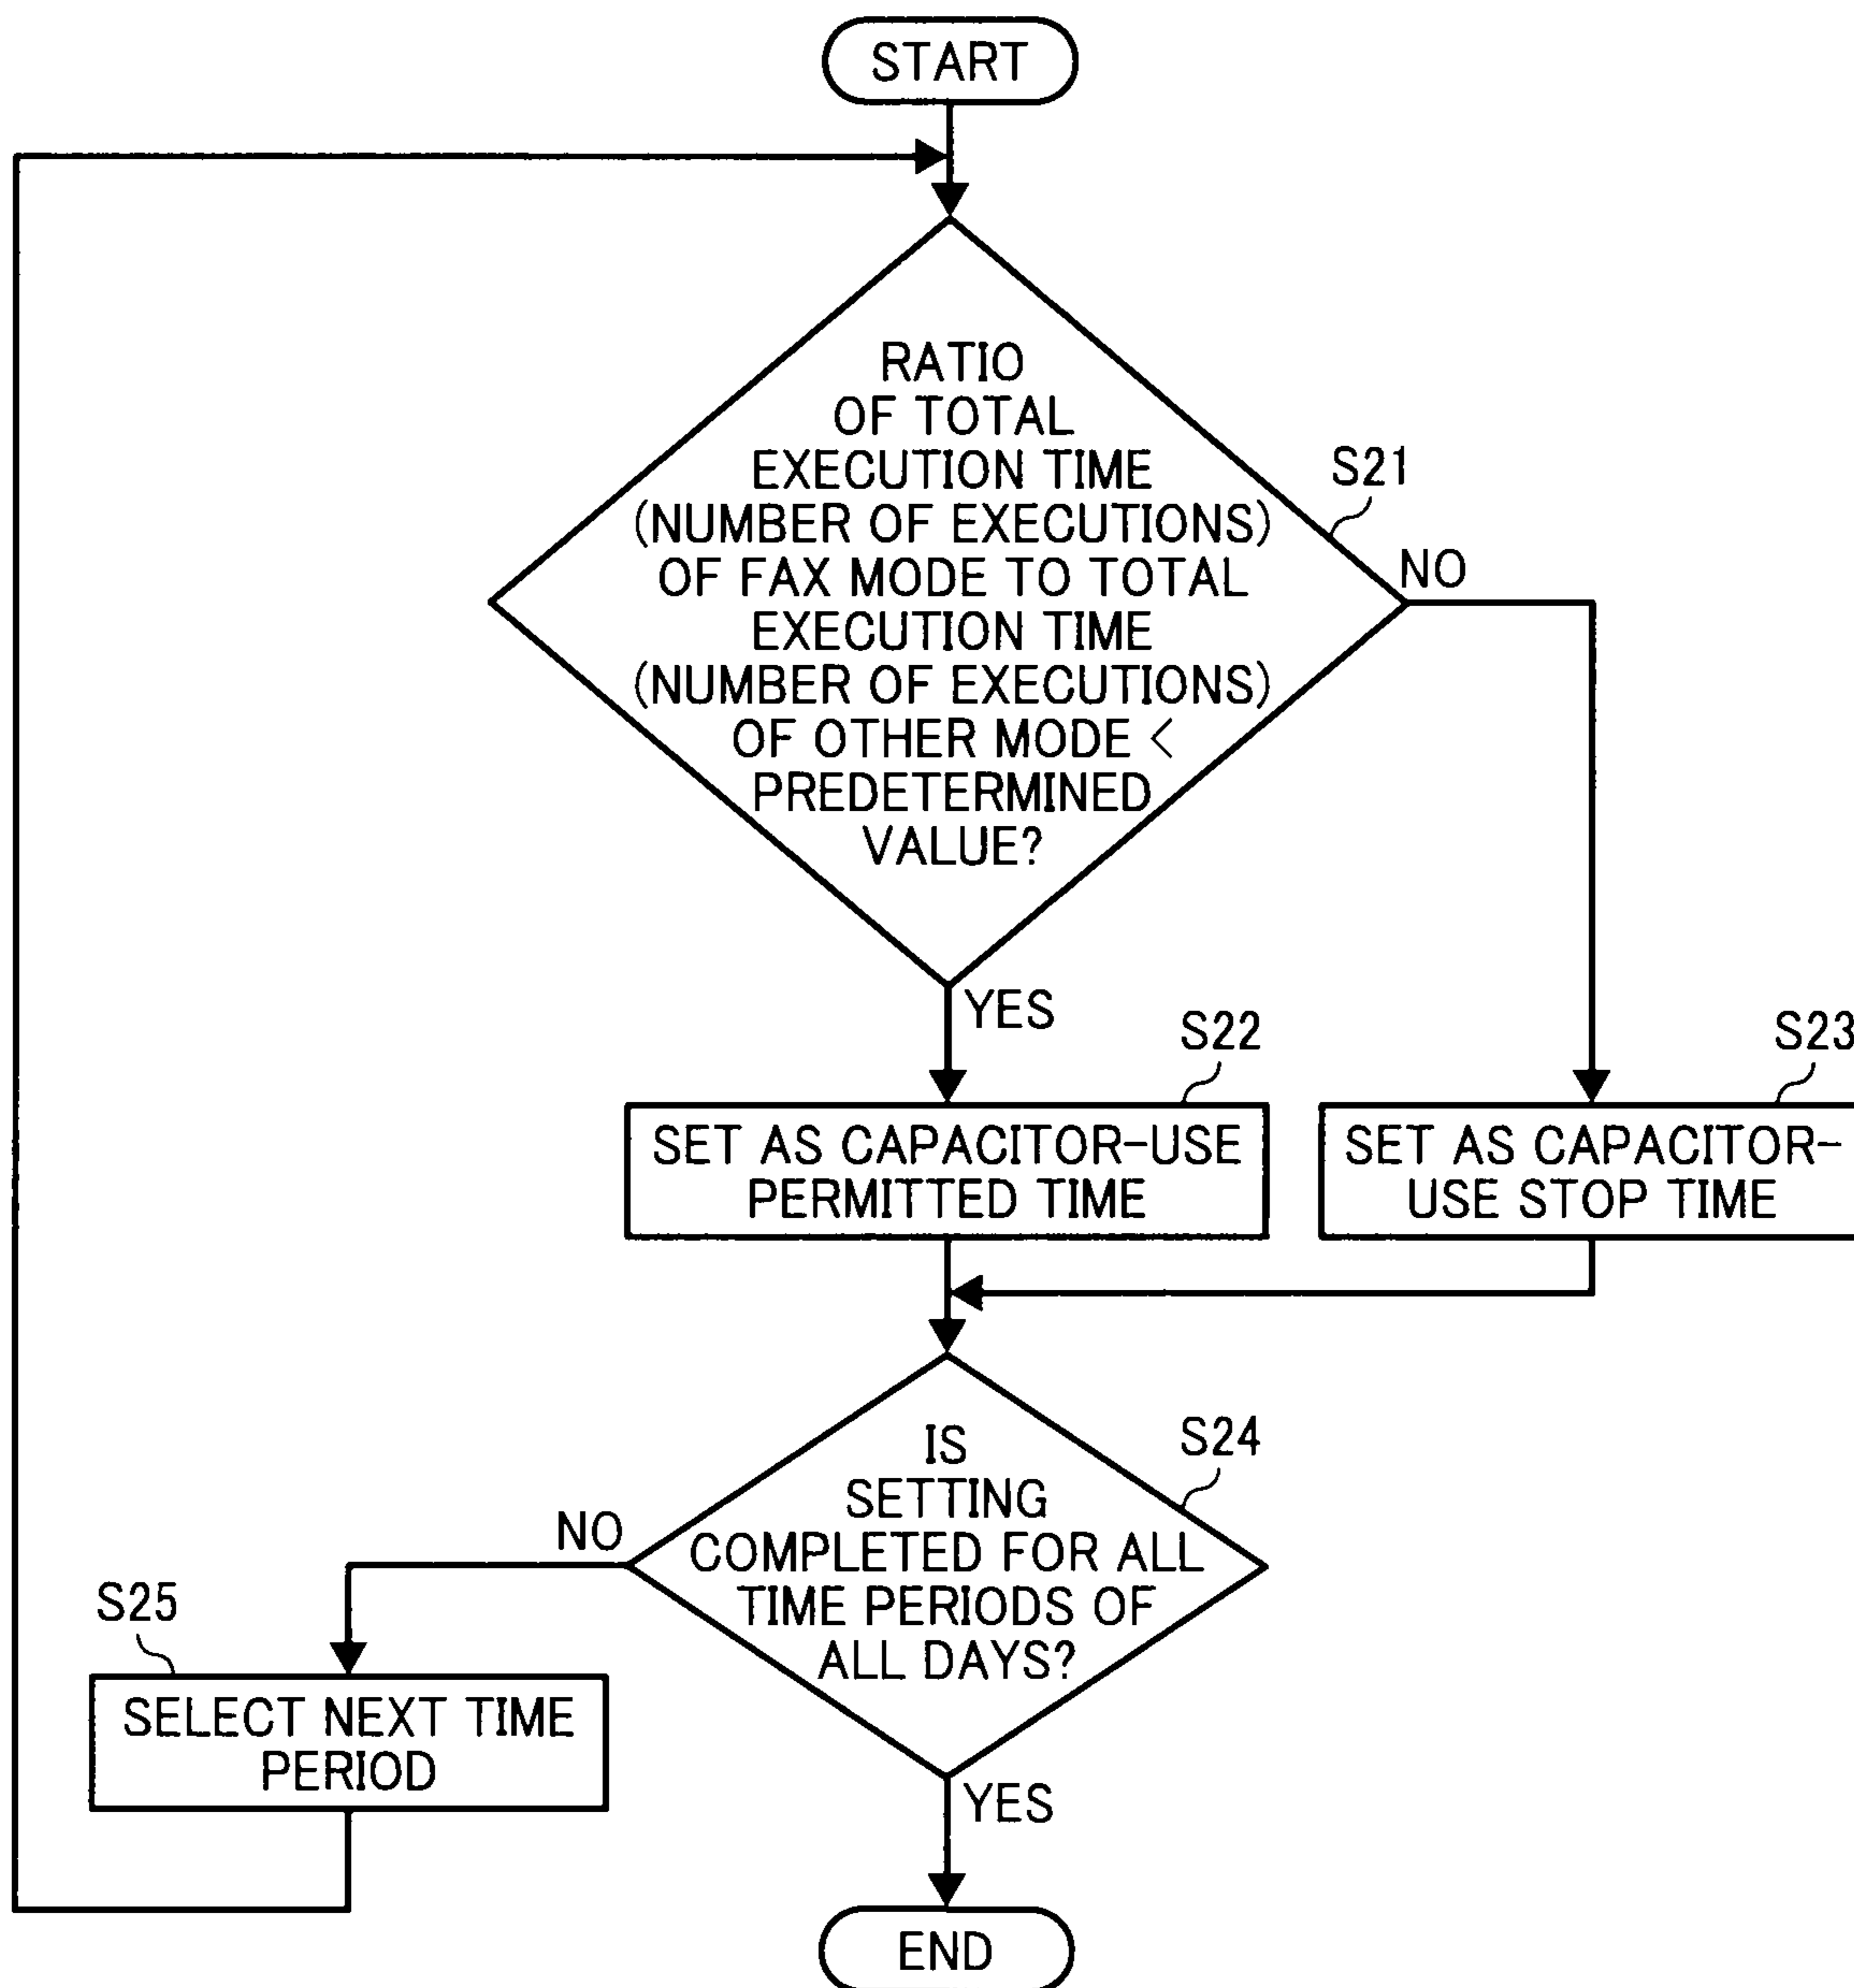 START
RATIO
OF TOTAL
EXECUTION TIME
(NUMBER OF EXECUTIONS)
OF FAX MODE TO TOTAL
EXECUTION TIME
(NUMBER OF EXECUTIONS)
OF OTHER MODE <
PREDETERMINED
VALUE?
S21
NO
YES
S22
SET AS CAPACITOR-USE
PERMITTED TIME
S23
SET AS CAPACITOR-
USE STOP TIME
IS
SETTING
COMPLETED FOR ALL
TIME PERIODS OF
ALL DAYS?
S24
NO
S25
SELECT NEXT TIME
PERIOD
YES
END